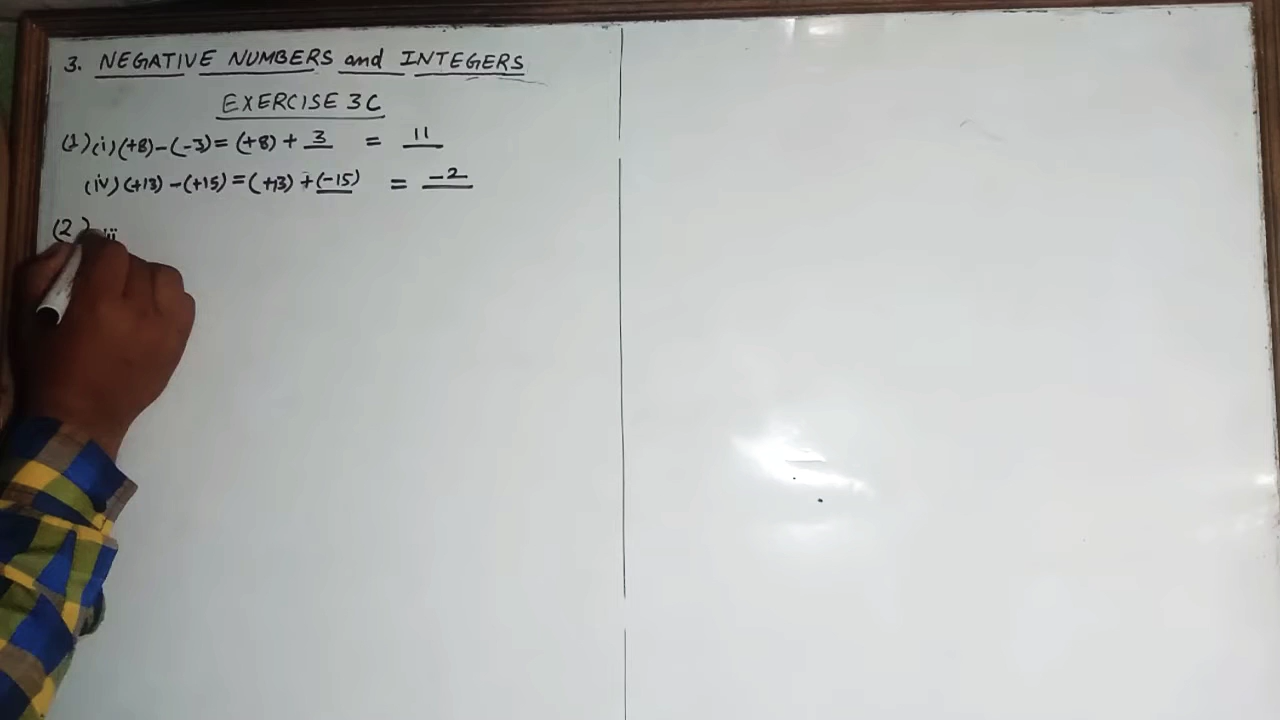 3. NEGATIVE NUMBERS and INTEGERS
EXERCISE 3C
(1) (i) (+8) - (-3) = (+8) + 3 = 11
(iv) (+13) - (+15) = (+13) + (-15) = -2
(2) iii